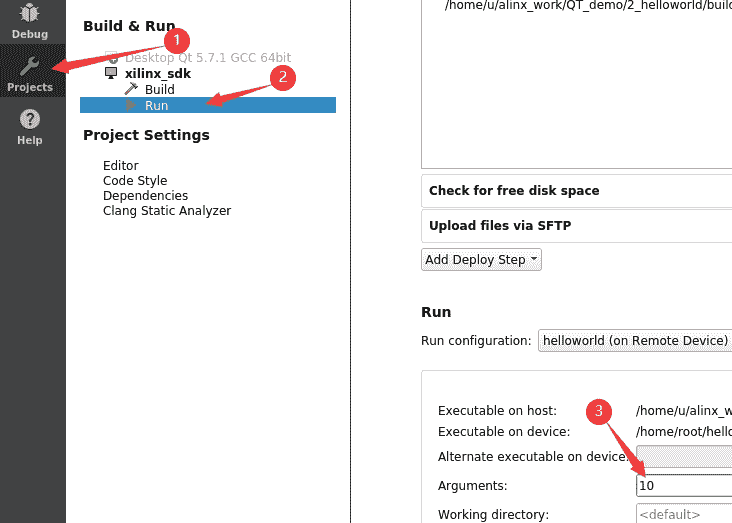 Debug
Projects
Help
Build & Run
1
Desktop Qt 5.7.1 GCC 64bit
xilinx_sdk
2
Build
Run
Project Settings
Editor
Code Style
Dependencies
Clang Static Analyzer
/home/u/alinx_work/QT_demo/2_helloworld/build
Check for free disk space
Upload files via SFTP
Add Deploy Step
Run
Run configuration: helloworld (on Remote Device)
3
Executable on host: /home/u/alinx_w
Executable on device: /home/root/hello
Alternate executable on device:
Arguments: 10
Working directory: <default>